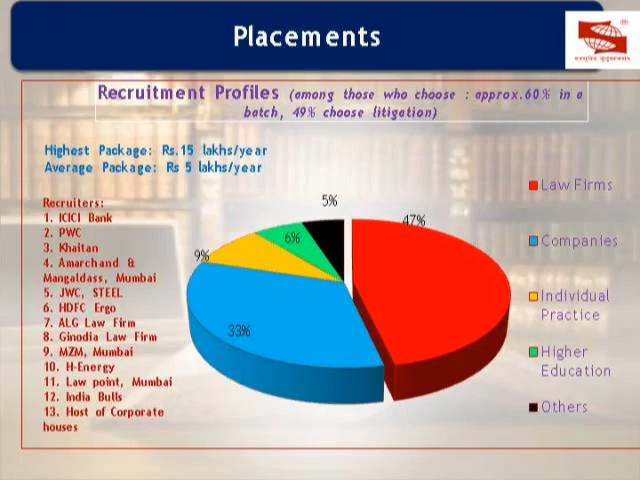 Placements
Recruitment Profiles (among those who choose : approx.60% in a
batch, 49% choose litigation)
Highest Package: Rs.15 lakhs/year
Average Package: Rs 5 lakhs/year
Recruiters:
1. ICICI Bank
2. PWC
3. Khaitan
4. Amarchand &
Mangaldass, Mumbai
5. JWC, STEEL
6. HDFC Ergo
7. ALG Law Firm
8. Ginodia Law Firm
9. MZM, Mumbai
10. H-Energy
11. Law point, Mumbai
12. India Bulls
13. Host of Corporate
houses
5%
47%
6%
9%
33%
Law Firms
Companies
Individual
Practice
Higher
Education
Others